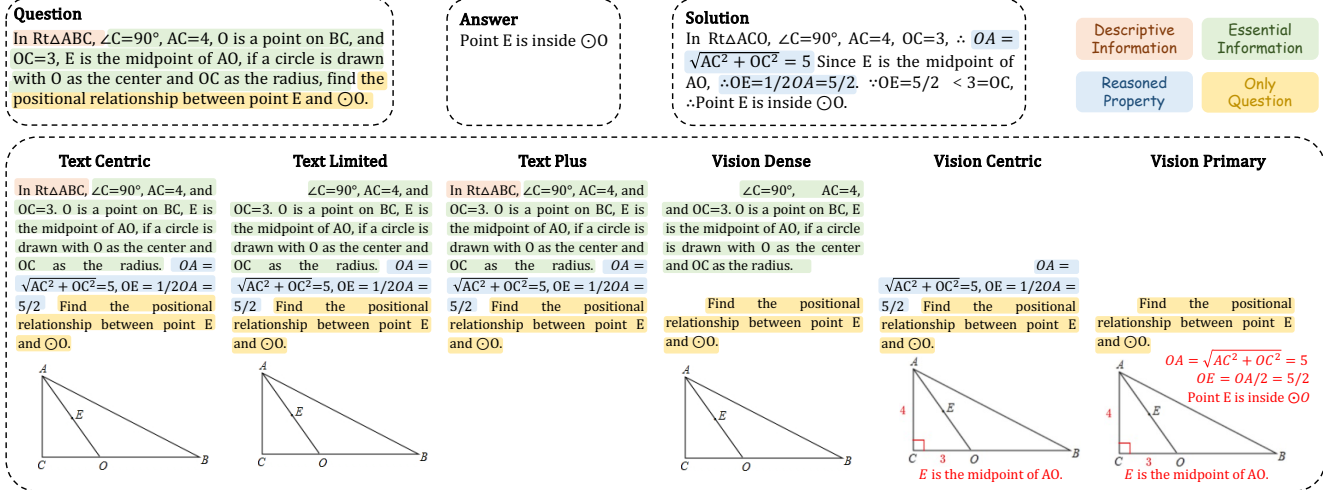 Question
In Rt△ABC, ∠C=90°, AC=4, O is a point on BC, and
OC=3, E is the midpoint of AO, if a circle is drawn
with O as the center and OC as the radius, find the
positional relationship between point E and ⨀O.
Answer
Point E is inside ⨀O
Solution
In Rt△ACO, ∠C=90°, AC=4, OC=3, ∴ OA =
√AC² + OC² = 5 Since E is the midpoint of
AO, ∴OE=1/2OA=5/2. ∵OE=5/2 <3=OC,
∴Point E is inside ⨀O.
Descriptive
Information
Essential
Information
Reasoned
Property
Only
Question
Text Centric
In Rt△ABC, ∠C=90°, AC=4, and
OC=3. O is a point on BC, E is
the midpoint of AO, if a circle is
drawn with O as the center and
OC as the radius. OA =
√AC² + OC²=5, OE = 1/2OA =
5/2 Find the positional
relationship between point E
and ⨀O.
A
E
C
O
B
Text Limited
∠C=90°, AC=4, and
OC=3. O is a point on BC, E is
the midpoint of AO, if a circle is
drawn with O as the center and
OC as the radius. OA =
√AC² + OC²=5, OE = 1/2OA =
5/2 Find the positional
relationship between point E
and ⨀O.
A
E
C
O
B
Text Plus
In Rt△ABC, ∠C=90°, AC=4, and
OC=3. O is a point on BC, E is
the midpoint of AO, if a circle is
drawn with O as the center and
OC as the radius. OA =
√AC² + OC²=5, OE = 1/2OA =
5/2 Find the positional
relationship between point E
and ⨀O.
Vision Dense
∠C=90°, AC=4,
and OC=3. O is a point on BC, E
is the midpoint of AO, if a circle
is drawn with O as the center
and OC as the radius.
Find the positional
relationship between point E
and ⨀O.
A
E
C
O
B
Vision Centric
OA =
√AC² + OC²=5, OE = 1/2OA =
5/2 Find the positional
relationship between point E
and ⨀O.
A
4
E
C
3
O
B
E is the midpoint of AO.
Vision Primary
Find the positional
relationship between point E
and ⨀O.
OA = √AC² + OC² = 5
OE = OA/2 = 5/2
Point E is inside ⨀O
A
4
E
C
3
O
B
E is the midpoint of AO.